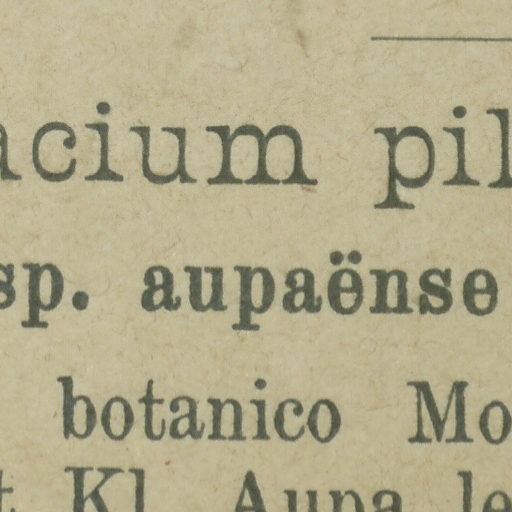 acium pil
sp. aupaënse
botanico Mo
t Kl. Aupa le